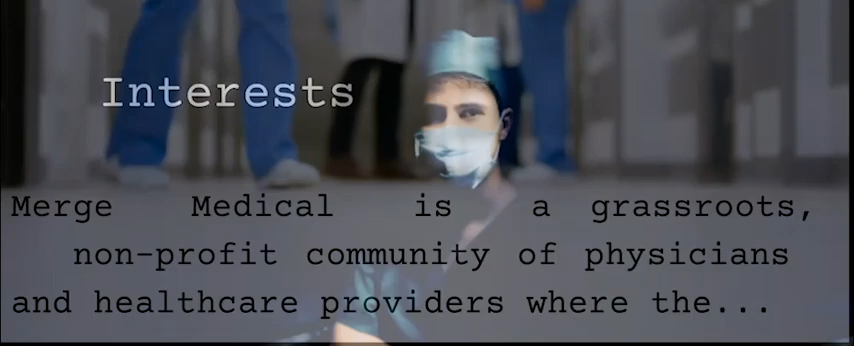 Interests
Merge Medical is a grassroots,
non-profit community of physicians
and healthcare providers where the...